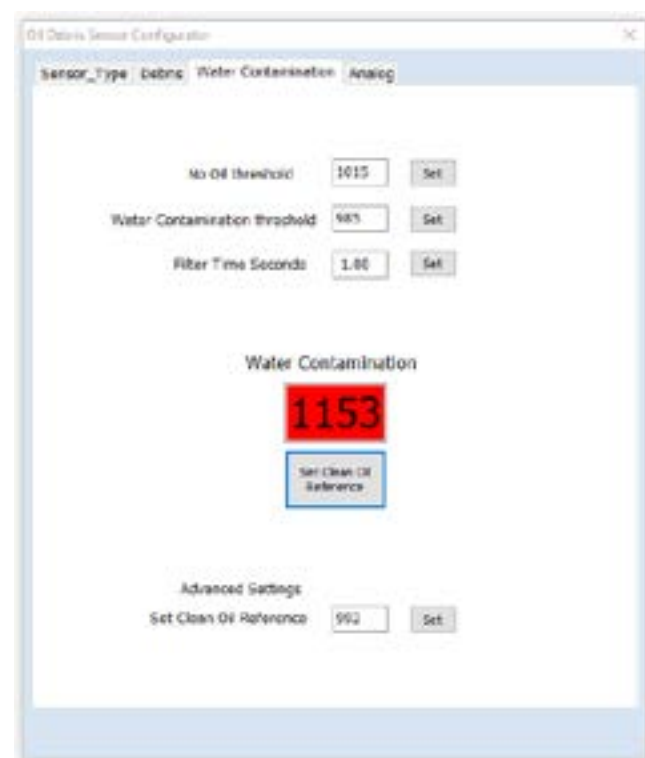 Oil Debris Sensor Configurator
Sensor_Type Debris Water Contamination Analog
No Oil threshold 1015 Set
Water Contamination threshold 985 Set
Filter Time Seconds 1.00 Set
Water Contamination
1153
Set Clean Oil
Reference
Advanced Settings
Set Clean Oil Reference 992 Set